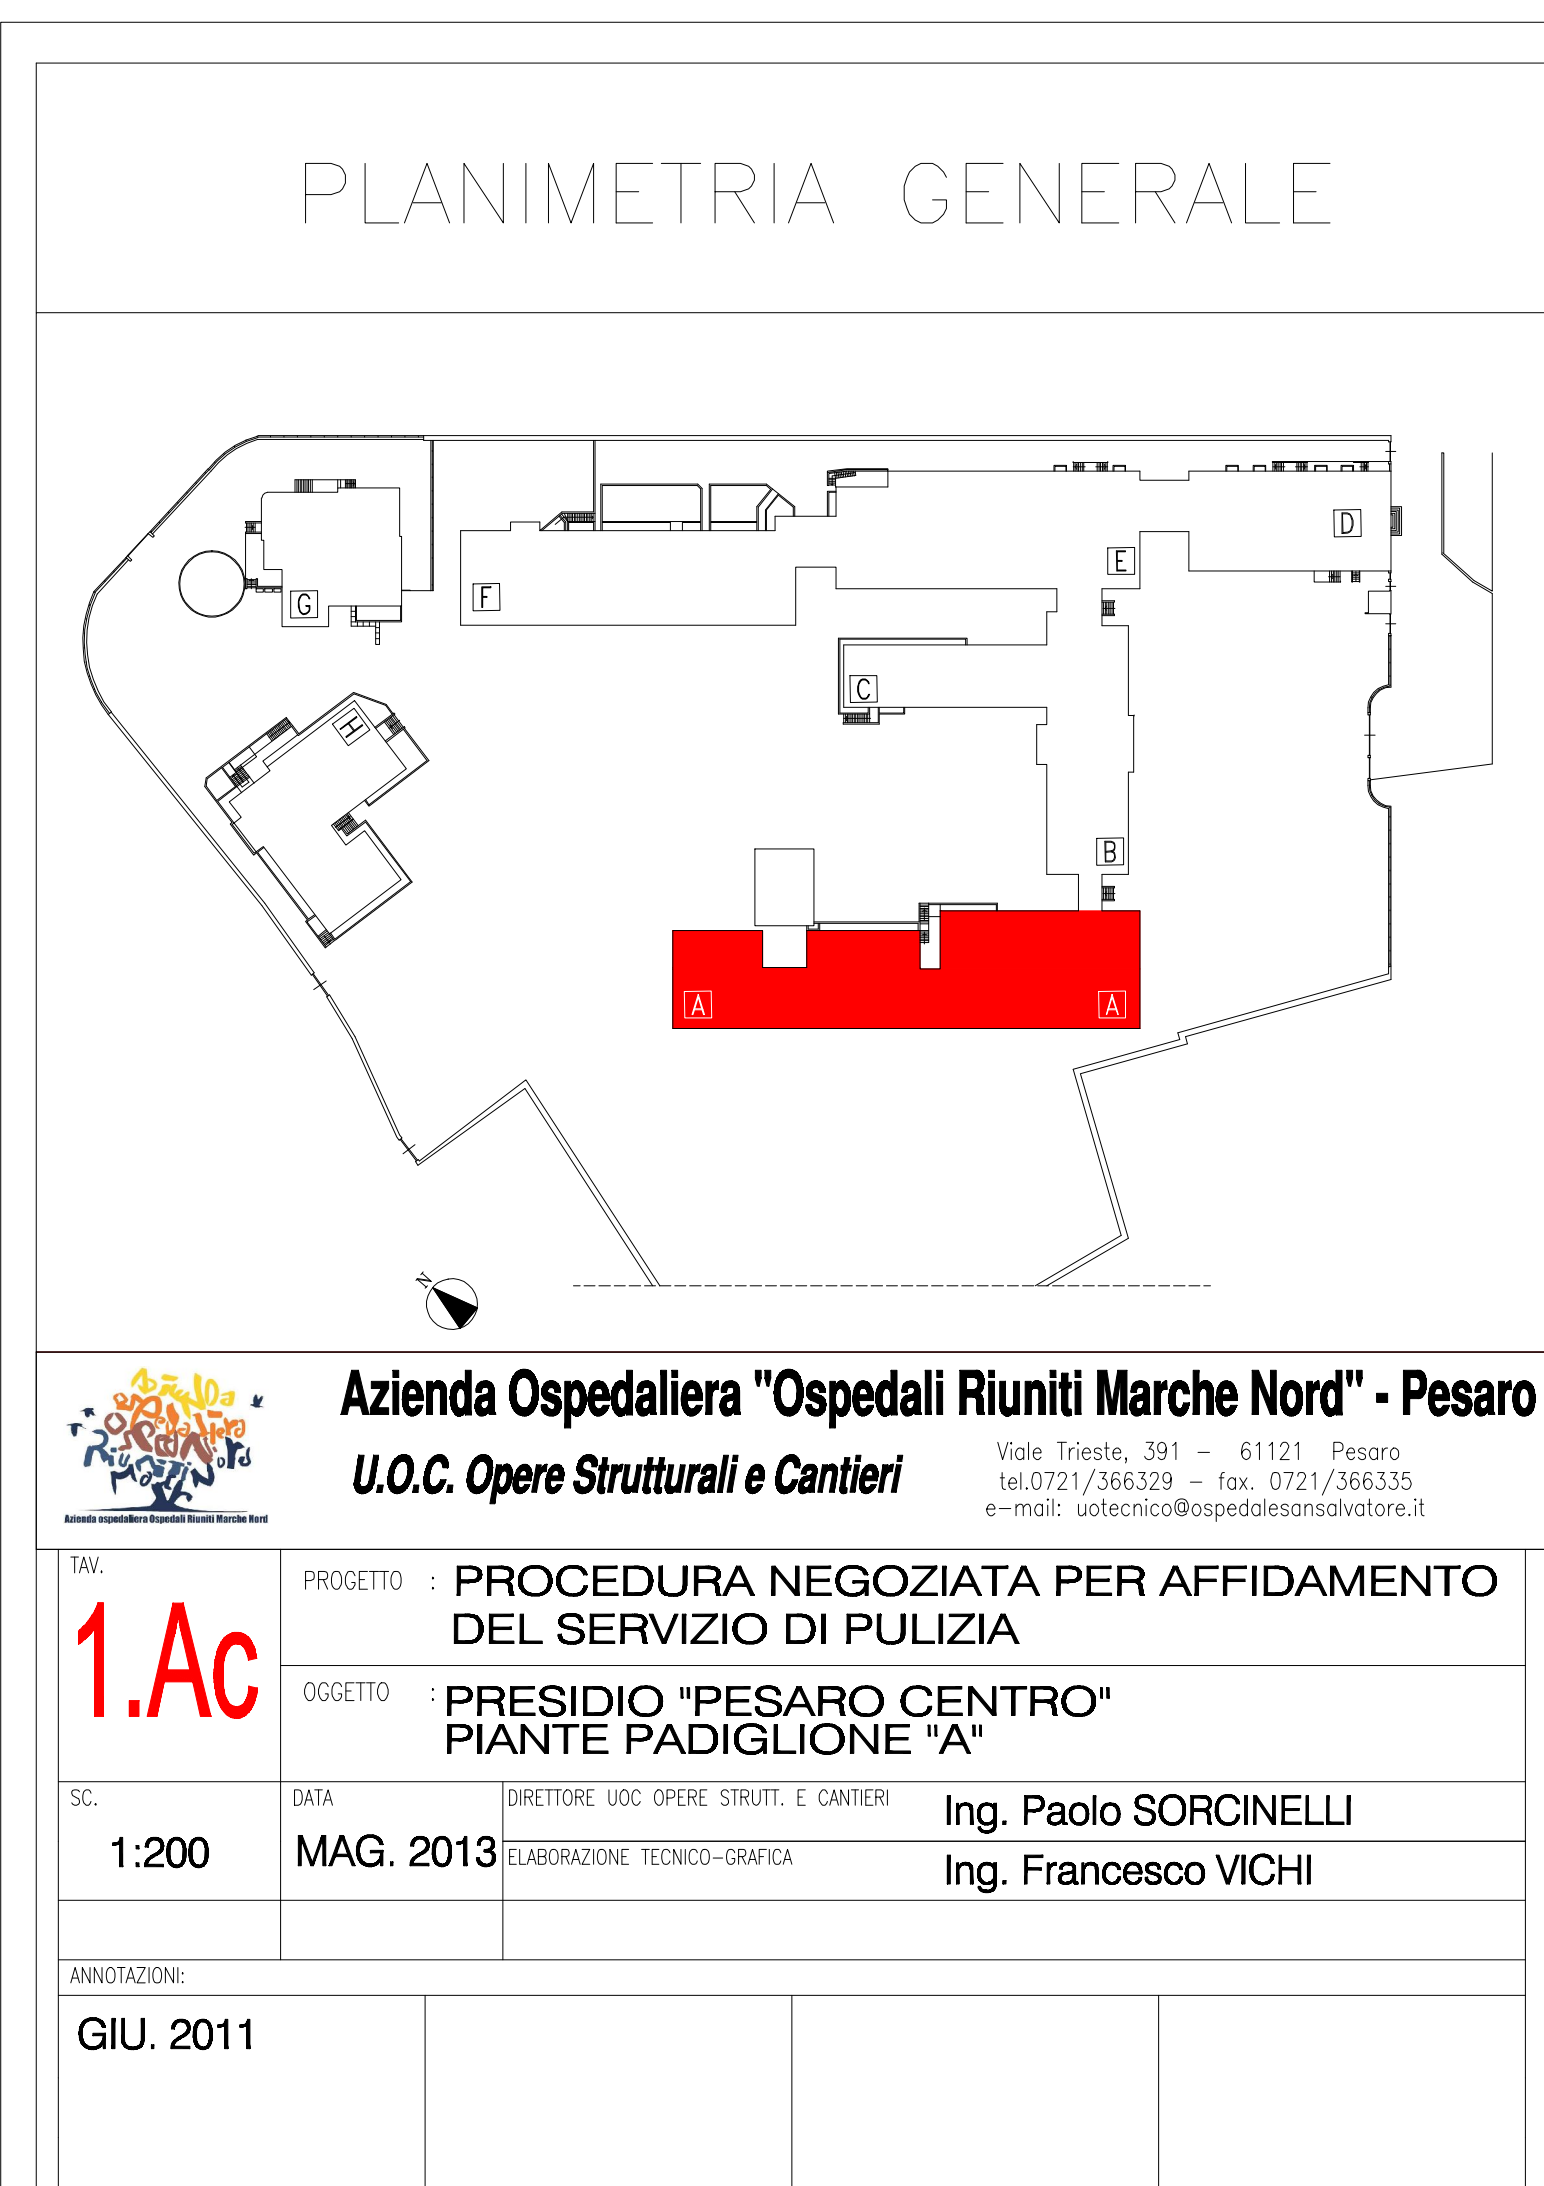 PLANIMETRIA GENERALE
D
E
F
G
C
H
B
A
A
N
Azienda ospedaliera Ospedali Riuniti Marche Nord
Azienda Ospedaliera "Ospedali Riuniti Marche Nord" - Pesaro
U.O.C. Opere Strutturali e Cantieri
Viale Trieste, 391 - 61121 Pesaro
tel.0721/366329 - fax. 0721/366335
e-mail: uotecnico@ospedalesansalvatore.it
TAV.
1.Ac
PROGETTO : PROCEDURA NEGOZIATA PER AFFIDAMENTO
DEL SERVIZIO DI PULIZIA
OGGETTO : PRESIDIO "PESARO CENTRO"
PIANTE PADIGLIONE "A"
SC.
1:200
DATA
MAG. 2013
DIRETTORE UOC OPERE STRUTT. E CANTIERI Ing. Paolo SORCINELLI
ELABORAZIONE TECNICO-GRAFICA Ing. Francesco VICHI
ANNOTAZIONI:
GIU. 2011